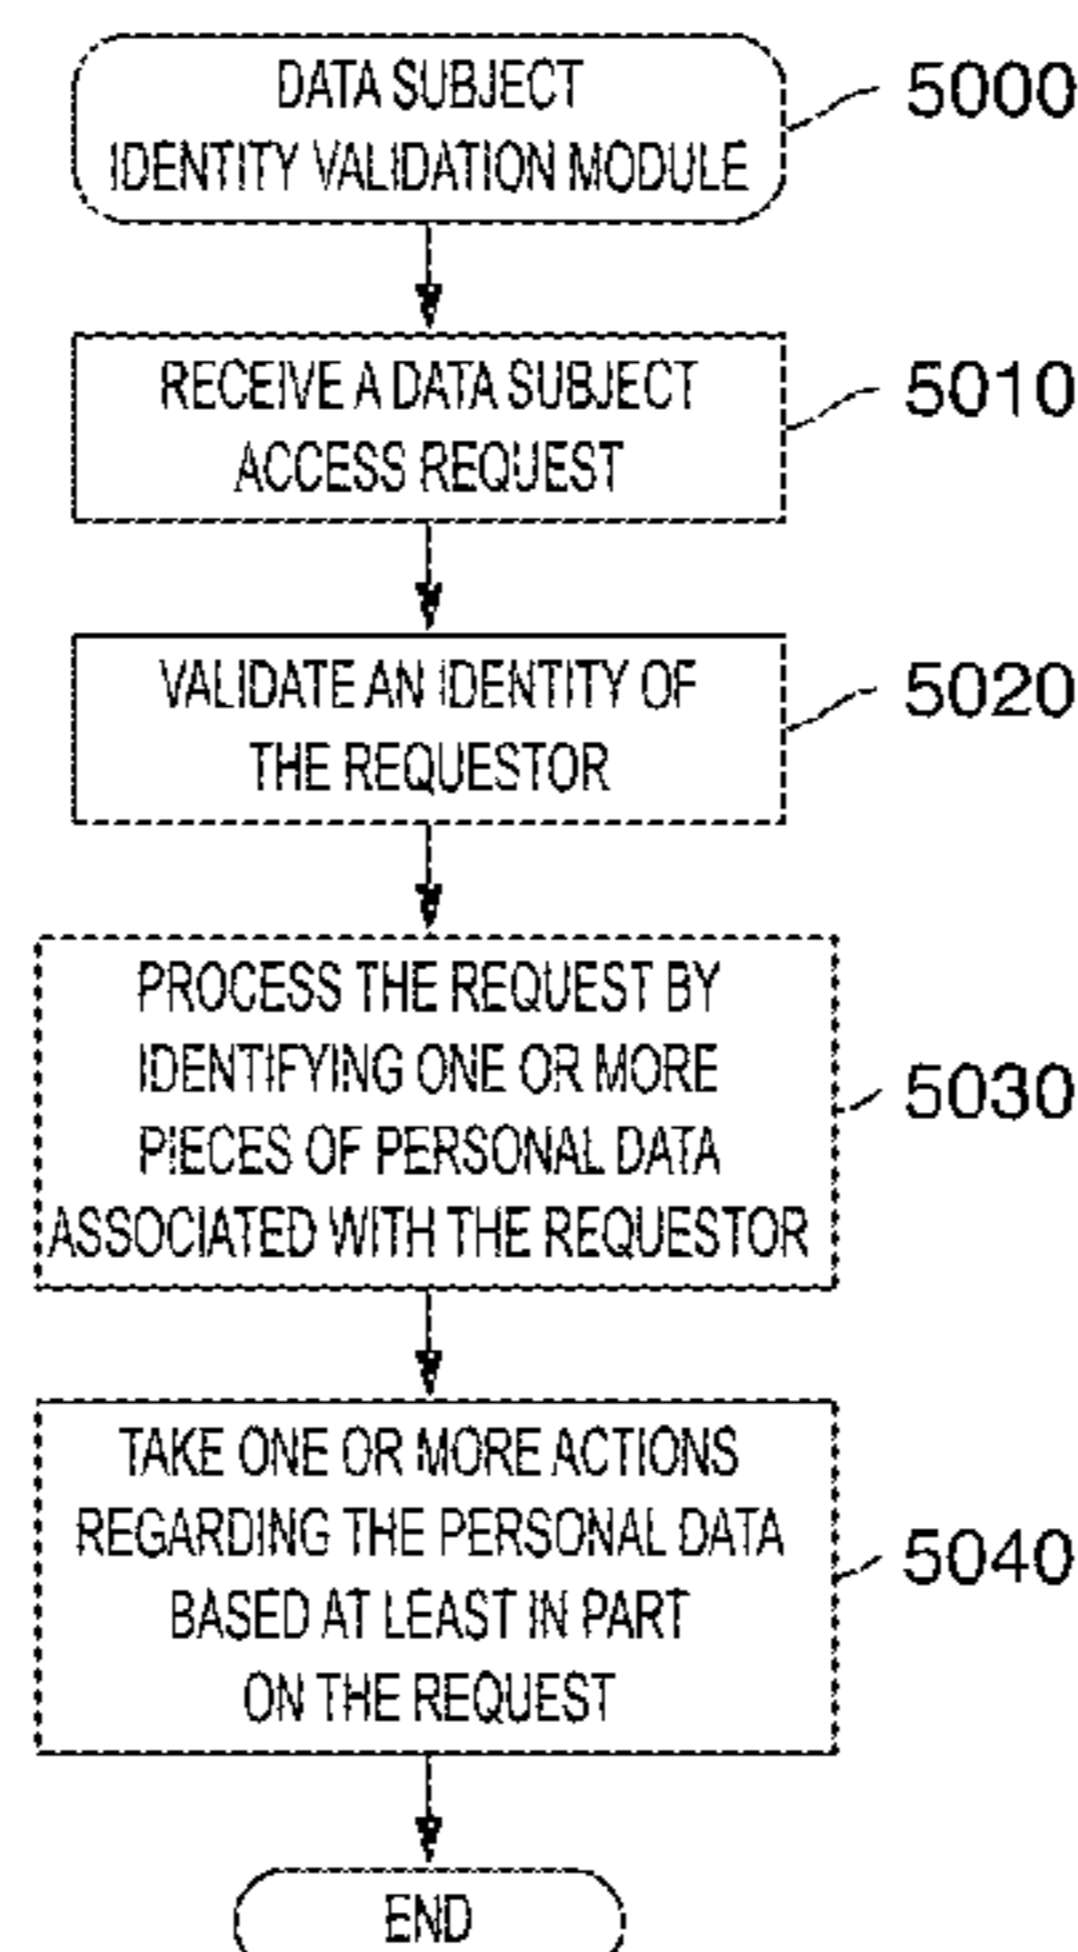 DATA SUBJECT
IDENTITY VALIDATION MODULE
5000
RECEIVE A DATA SUBJECT
ACCESS REQUEST
5010
VALIDATE AN IDENTITY OF
THE REQUESTOR
5020
PROCESS THE REQUEST BY
IDENTIFYING ONE OR MORE
PIECES OF PERSONAL DATA
ASSOCIATED WITH THE REQUESTOR
5030
TAKE ONE OR MORE ACTIONS
REGARDING THE PERSONAL DATA
BASED AT LEAST IN PART
ON THE REQUEST
5040
END